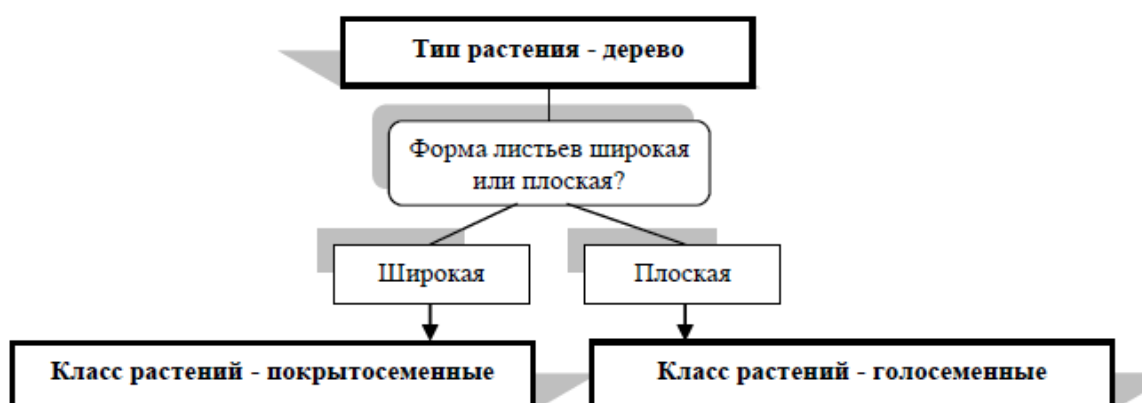 Тип растения - дерево
Форма листьев широкая
или плоская?
Широкая
Плоская
Класс растений - покрытосеменные
Класс растений - голосеменные